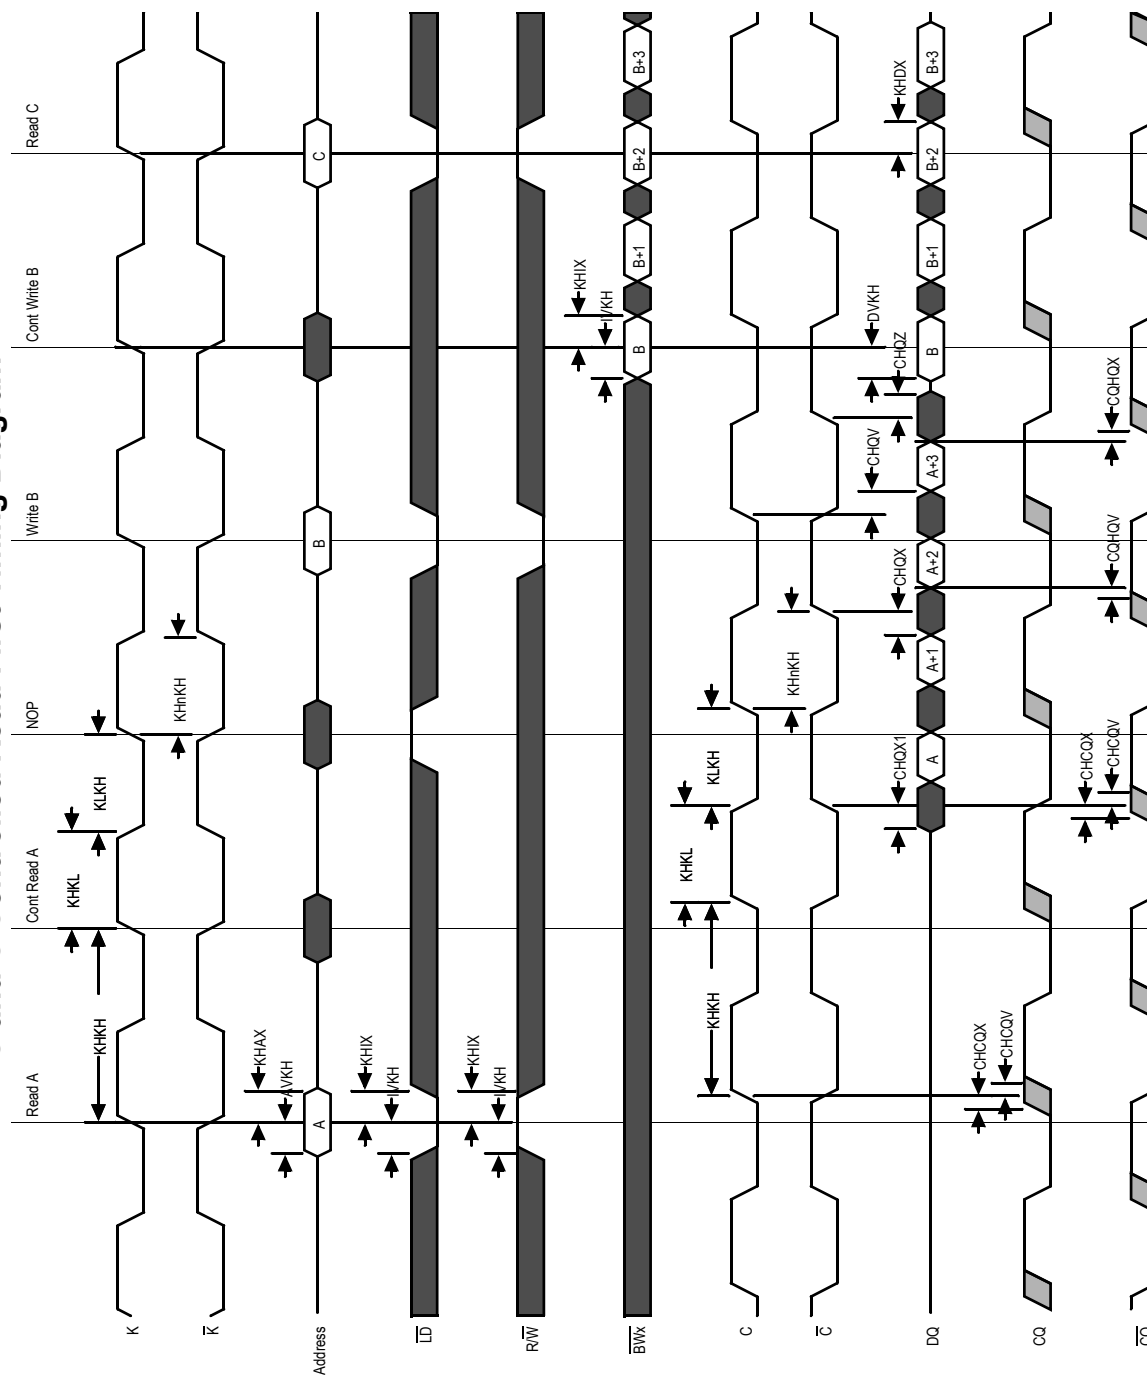 Read A Cont Read A NOP Write B Cont Write B Read C
KHKL
KHKH KLKH
K
KHnKH
K̅
KHAX
AVKH
Address A B C
KHIX
IVKH
L̅D̅
KHIX
IVKH
R/W̅
KHIX
IVKH
B̅W̅x̅ B B+1 B+2 B+3
KHKL
KHKH KLKH
C
KHnKH
C̅
CHQV DVKH
CHQX1 CHQX CHQZ KHDX
DQ A A+1 A+2 A+3 B B+1 B+2 B+3
CHCQX
CHCQV
CQ
CHCQX
CHCQV CQHQV CQHQX
C̅Q̅